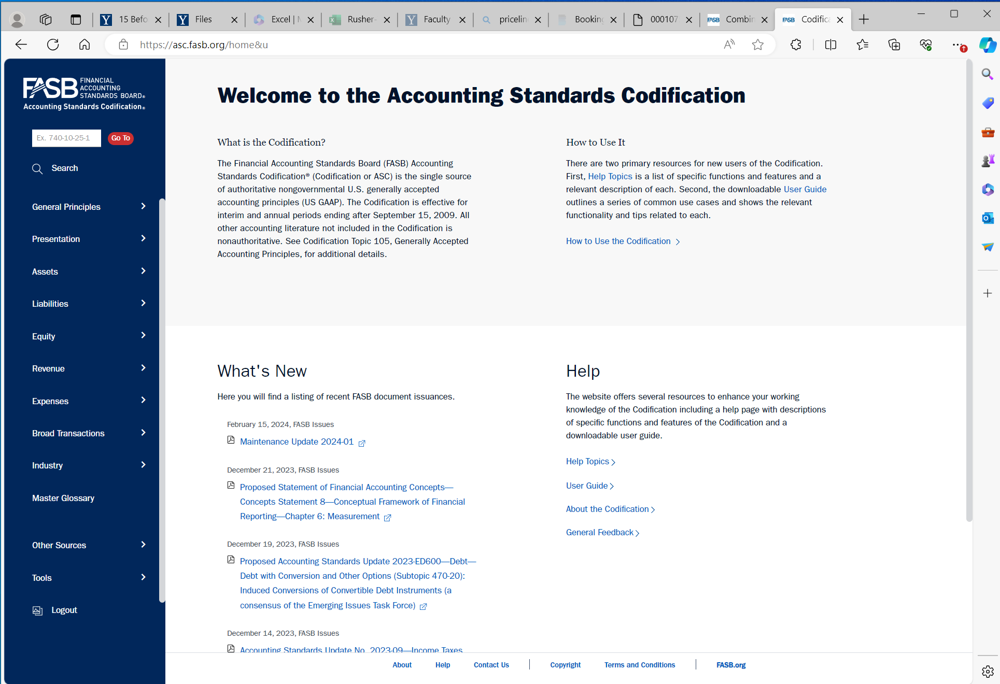 15 Befo
Files
Excel |
Rusher-
Faculty
pricelin
Booking
000107
FASB
Combin
FASB
Codifica
https://asc.fasb.org/home&u
FASB FINANCIAL
ACCOUNTING
STANDARDS BOARD®
Accounting Standards Codification®
Ex. 740-10-25-1
Go To
Search
General Principles
Presentation
Assets
Liabilities
Equity
Revenue
Expenses
Broad Transactions
Industry
Master Glossary
Other Sources
Tools
Logout
Welcome to the Accounting Standards Codification
What is the Codification?
The Financial Accounting Standards Board (FASB) Accounting
Standards Codification® (Codification or ASC) is the single source
of authoritative nongovernmental U.S. generally accepted
accounting principles (US GAAP). The Codification is effective for
interim and annual periods ending after September 15, 2009. All
other accounting literature not included in the Codification is
nonauthoritative. See Codification Topic 105, Generally Accepted
Accounting Principles, for additional details.
How to Use It
There are two primary resources for new users of the Codification.
First, Help Topics is a list of specific functions and features and a
relevant description of each. Second, the downloadable User Guide
outlines a series of common use cases and shows the relevant
functionality and tips related to each.
How to Use the Codification
What's New
Here you will find a listing of recent FASB document issuances.
February 15, 2024, FASB Issues
Maintenance Update 2024-01
December 21, 2023, FASB Issues
Proposed Statement of Financial Accounting Concepts—
Concepts Statement 8—Conceptual Framework of Financial
Reporting—Chapter 6: Measurement
December 19, 2023, FASB Issues
Proposed Accounting Standards Update 2023-ED600—Debt—
Debt with Conversion and Other Options (Subtopic 470-20):
Induced Conversions of Convertible Debt Instruments (a
consensus of the Emerging Issues Task Force)
December 14, 2023, FASB Issues
Accounting Standards Update No. 2023-09—Income Taxes
Help
The website offers several resources to enhance your working
knowledge of the Codification including a help page with descriptions
of specific functions and features of the Codification and a
downloadable user guide.
Help Topics
User Guide
About the Codification
General Feedback
About
Help
Contact Us
Copyright
Terms and Conditions
FASB.org